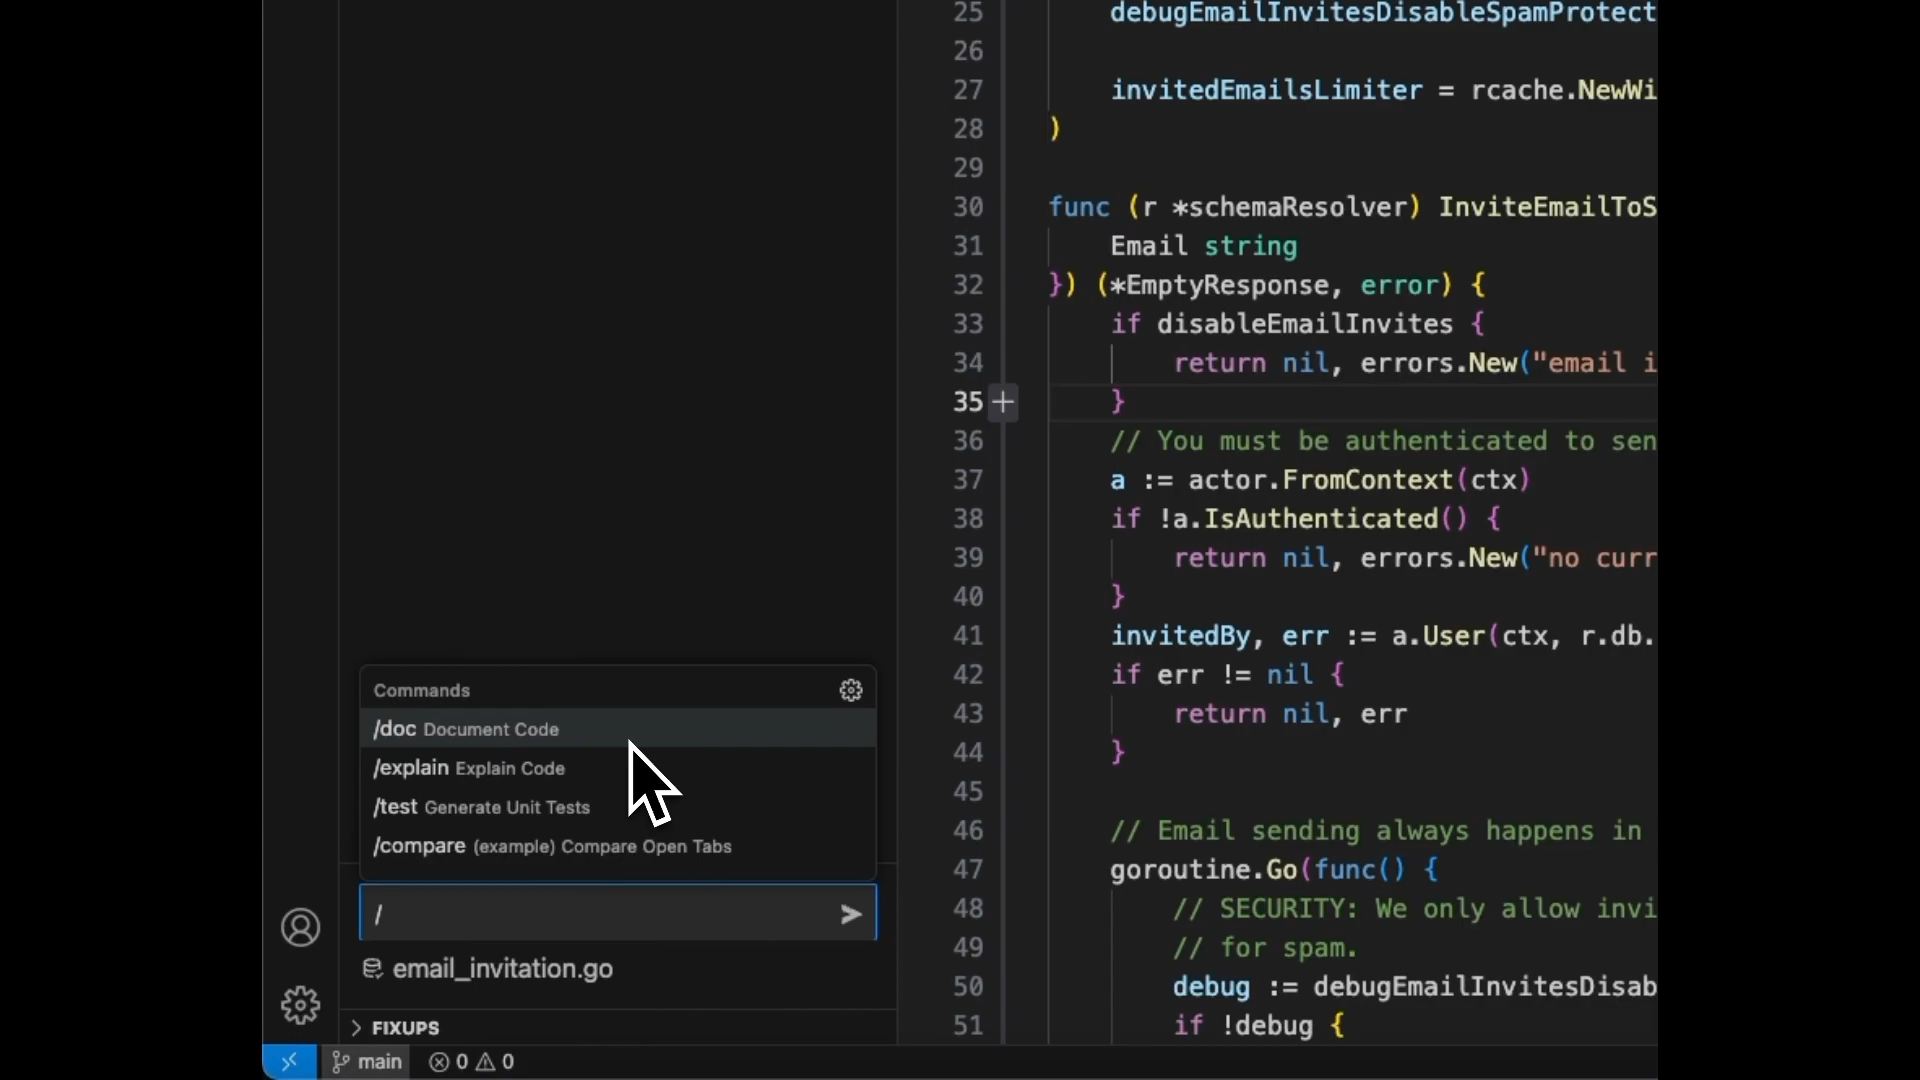 Commands
/doc Document Code
/explain Explain Code
/test Generate Unit Tests
/compare (example) Compare Open Tabs
/
email_invitation.go
FIXUPS
main 0 0
25 debugEmailInvitesDisableSpamProtect
26
27 invitedEmailsLimiter = rcache.NewWi
28 )
29
30 func (r *schemaResolver) InviteEmailToS
31 Email string
32 }) (*EmptyResponse, error) {
33 if disableEmailInvites {
34 return nil, errors.New("email i
35 }
36 // You must be authenticated to sen
37 a := actor.FromContext(ctx)
38 if !a.IsAuthenticated() {
39 return nil, errors.New("no curr
40 }
41 invitedBy, err := a.User(ctx, r.db.
42 if err != nil {
43 return nil, err
44 }
45
46 // Email sending always happens in
47 goroutine.Go(func() {
48 // SECURITY: We only allow invi
49 // for spam.
50 debug := debugEmailInvitesDisab
51 if !debug {